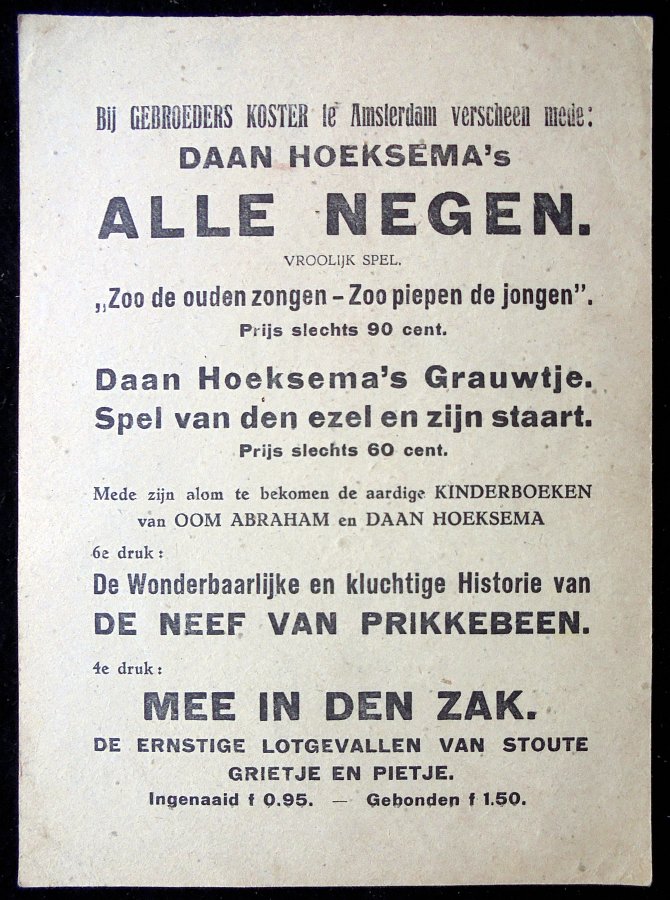 Bij GEBROEDERS KOSTER te Amsterdam verscheen mede:
DAAN HOEKSEMA's
ALLE NEGEN.
VROOLIJK SPEL.
„Zoo de ouden zongen – Zoo piepen de jongen”.
Prijs slechts 90 cent.
Daan Hoeksema's Grauwtje.
Spel van den ezel en zijn staart.
Prijs slechts 60 cent.
Mede zijn alom te bekomen de aardige KINDERBOEKEN
van OOM ABRAHAM en DAAN HOEKSEMA
6e druk:
De Wonderbaarlijke en kluchtige Historie van
DE NEEF VAN PRIKKEBEEN.
4e druk:
MEE IN DEN ZAK.
DE ERNSTIGE LOTGEVALLEN VAN STOUTE
GRIETJE EN PIETJE.
Ingenaaid f 0.95. — Gebonden f 1.50.